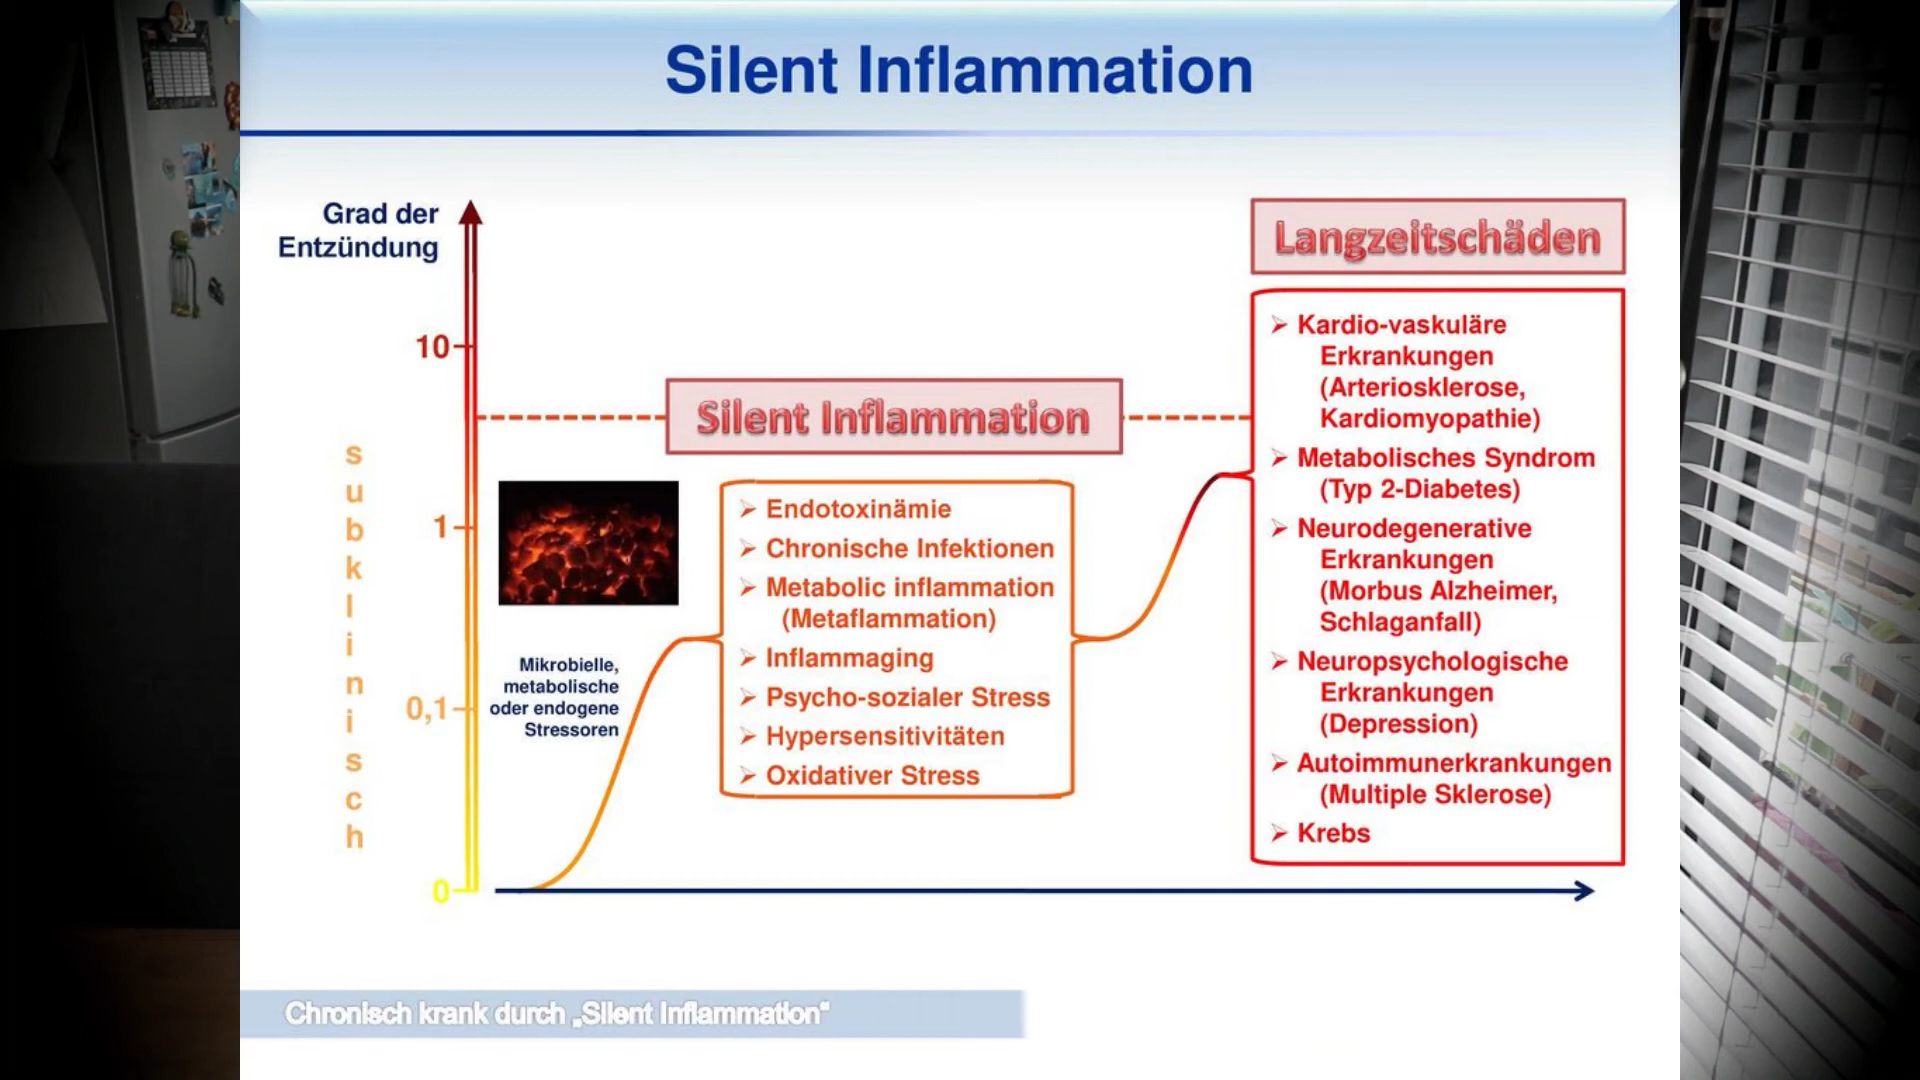 Silent Inflammation
Grad der
Entzündung
10
1
0,1
0
subklinisch
Mikrobielle,
metabolische
oder endogene
Stressoren
Silent Inflammation
➢ Endotoxinämie
➢ Chronische Infektionen
➢ Metabolic inflammation
(Metaflammation)
➢ Inflammaging
➢ Psycho-sozialer Stress
➢ Hypersensitivitäten
➢ Oxidativer Stress
Langzeitschäden
➢ Kardio-vaskuläre
Erkrankungen
(Arteriosklerose,
Kardiomyopathie)
➢ Metabolisches Syndrom
(Typ 2-Diabetes)
➢ Neurodegenerative
Erkrankungen
(Morbus Alzheimer,
Schlaganfall)
➢ Neuropsychologische
Erkrankungen
(Depression)
➢ Autoimmunerkrankungen
(Multiple Sklerose)
➢ Krebs
Chronisch krank durch „Silent Inflammation“